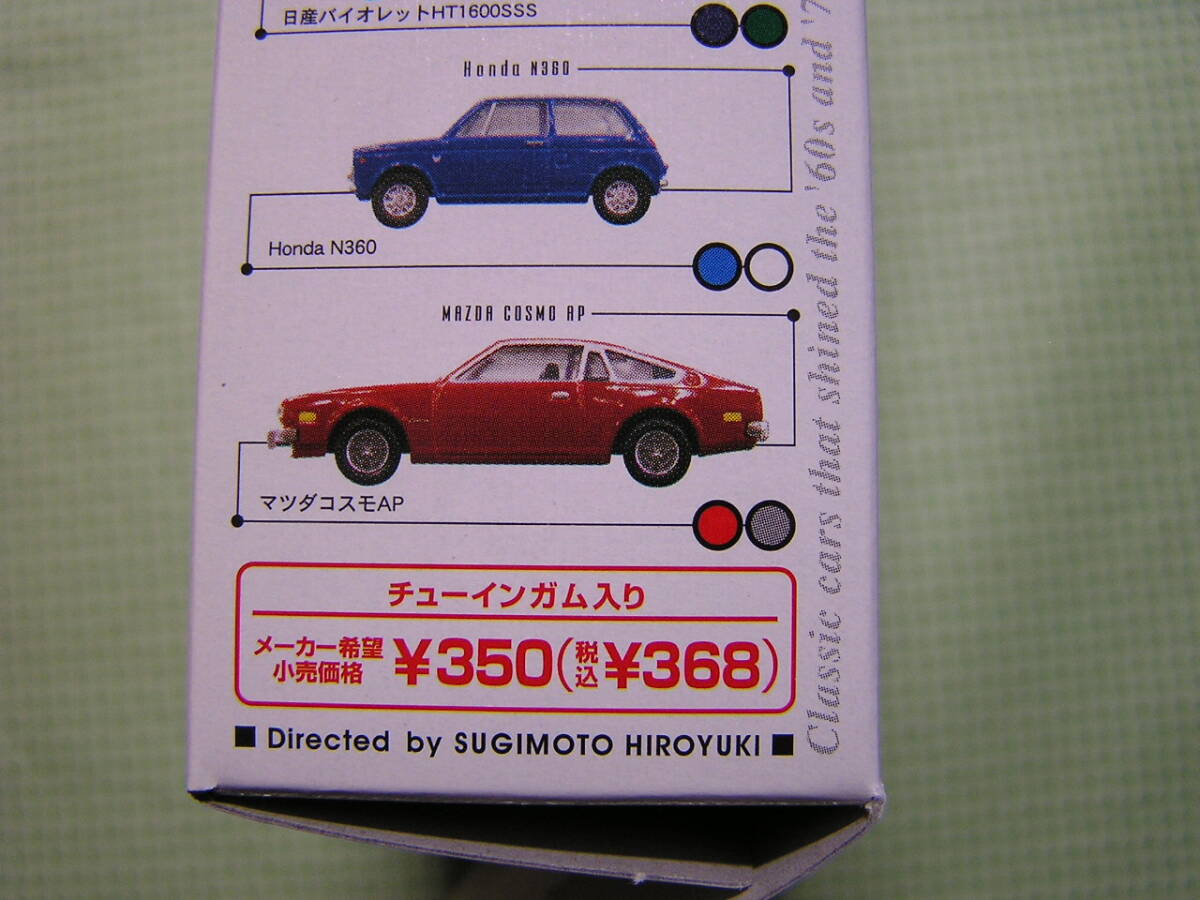 日産バイオレットHT1600SSS
Honda N360
Honda N360
MAZDA COSMO AP
マツダコスモAP
チューインガム入り
メーカー希望
小売価格
¥350(税込¥368)
■ Directed by SUGIMOTO HIROYUKI ■
Classic cars that shined the '60s and '7